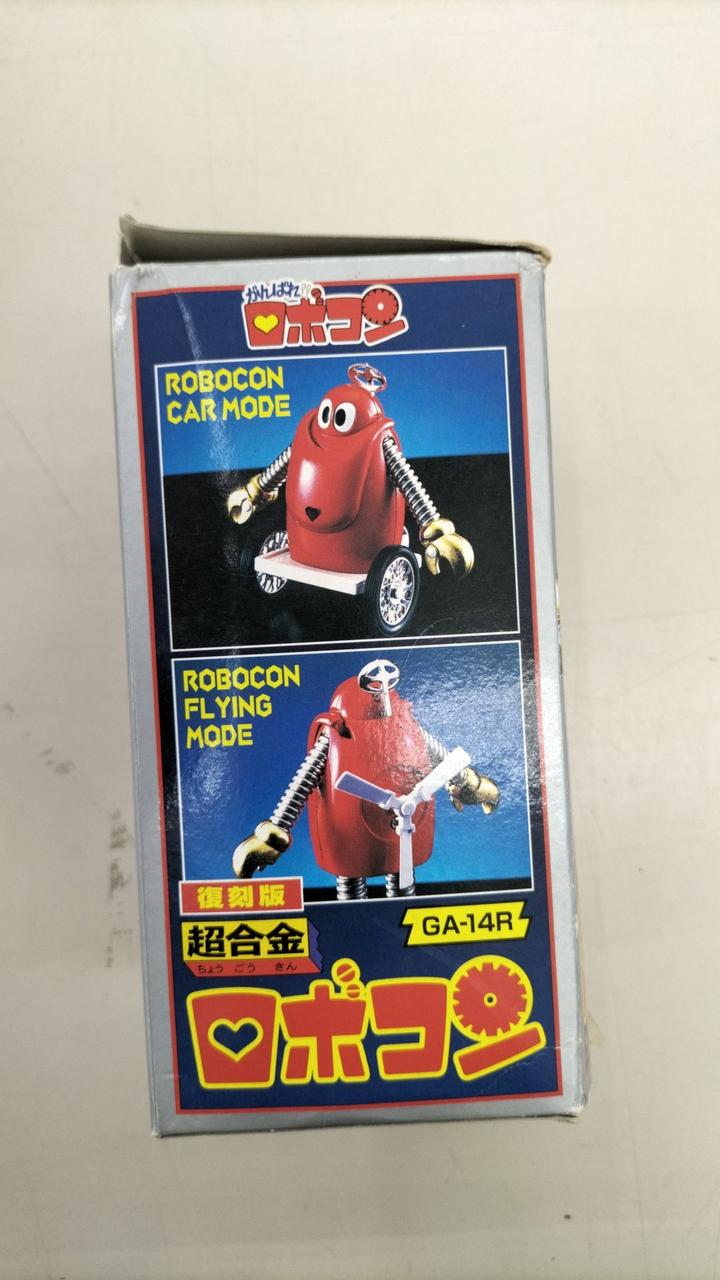 がんばれ!!
ロボコン
ROBOCON
CAR MODE
ROBOCON
FLYING
MODE
復刻版
超合金
ちょう ごう きん
GA-14R
ロボコン